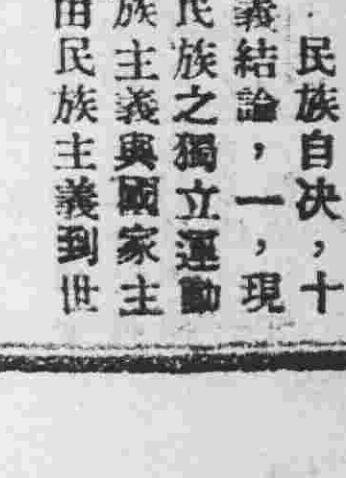 民族自决,十
義結論,一,現
民族之獨立運動
族主義與國家主
由民族主義到世